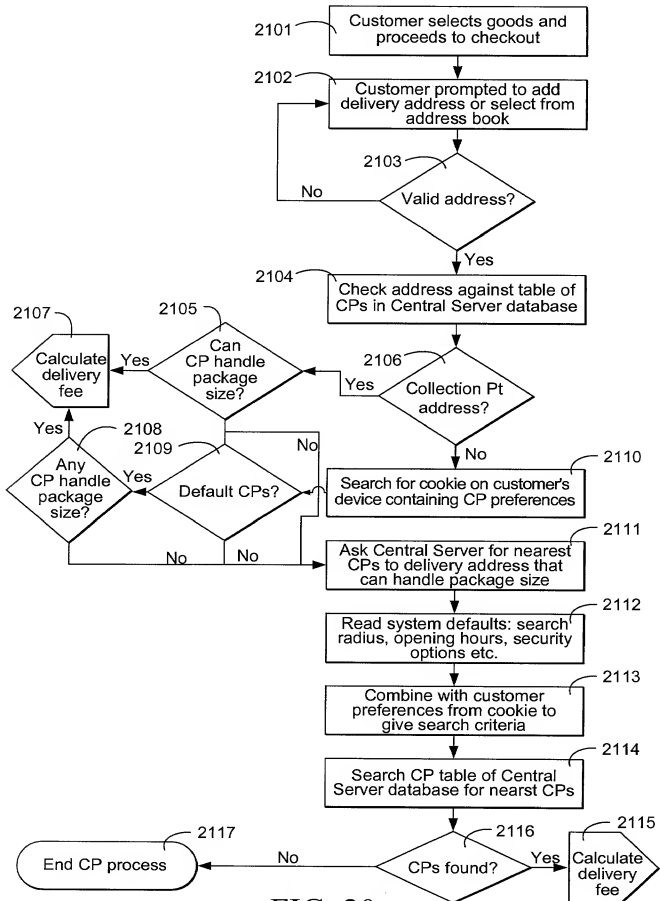 2101
Customer selects goods and
proceeds to checkout
2102
Customer prompted to add
delivery address or select from
address book
2103
Valid address?
No
Yes
2104
Check address against table of
CPs in Central Server database
2107
Calculate
delivery
fee
2105
Can
CP handle
package
size?
Yes
2106
Collection Pt
address?
Yes
No
Yes
2108
Any
CP handle
package
size?
2109
Default CPs?
Yes
No
2110
Search for cookie on customer's
device containing CP preferences
No
No
2111
Ask Central Server for nearest
CPs to delivery address that
can handle package size
2112
Read system defaults: search
radius, opening hours, security
options etc.
2113
Combine with customer
preferences from cookie to
give search criteria
2114
Search CP table of Central
Server database for nearst CPs
2117
End CP process
No
2116
CPs found?
Yes
2115
Calculate
delivery
fee
FIG. 20